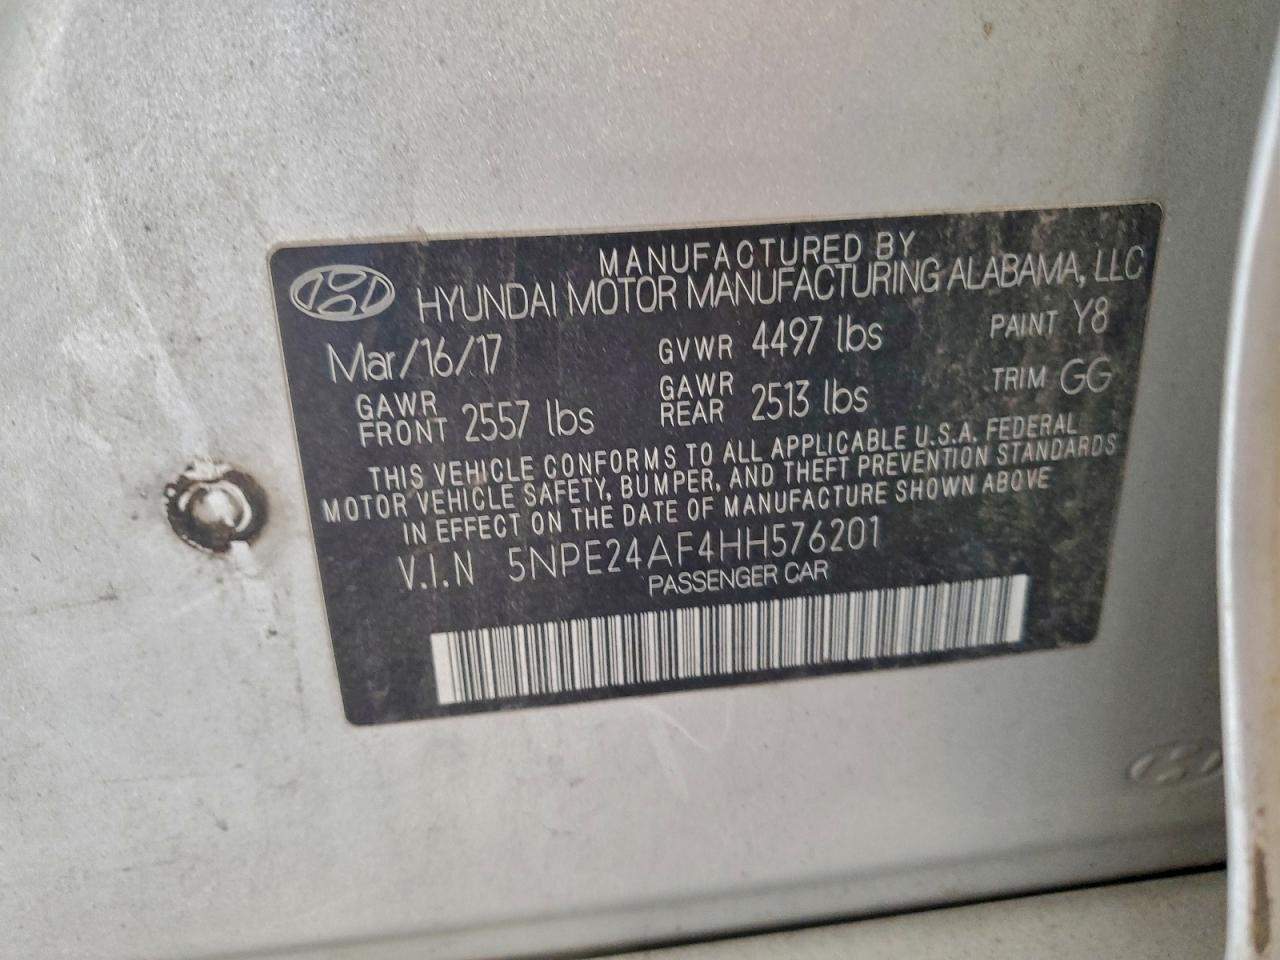 MANUFACTURED BY
HYUNDAI MOTOR MANUFACTURING ALABAMA, LLC
Mar/16/17 GVWR 4497 lbs PAINT Y8
GAWR FRONT 2557 lbs GAWR REAR 2513 lbs TRIM GG
THIS VEHICLE CONFORMS TO ALL APPLICABLE U.S.A. FEDERAL
MOTOR VEHICLE SAFETY, BUMPER, AND THEFT PREVENTION STANDARDS
IN EFFECT ON THE DATE OF MANUFACTURE SHOWN ABOVE
V.I.N 5NPE24AF4HH576201
PASSENGER CAR